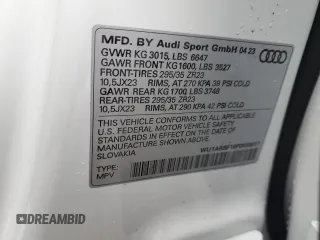 MFD. BY Audi Sport GmbH 04 23
GVWR KG 3015, LBS 6647
GAWR FRONT KG1600, LBS 3527
FRONT-TIRES 295/35 ZR23
10,5JX23 RIMS, AT 270 KPA 39 PSI COLD
GAWR REAR KG 1700, LBS 3748
REAR-TIRES 295/35 ZR23
10,5JX23 RIMS, AT 290 KPA 42 PSI COLD
THIS VEHICLE CONFORMS TO ALL APPLICABLE
U.S. FEDERAL MOTOR VEHICLE SAFETY
STANDARDS IN EFFECT ON THE DATE OF
MANUFACTURE SHOWN ABOVE.
SLOVAKIA
TYPE:
MPV
AutoBidMaster